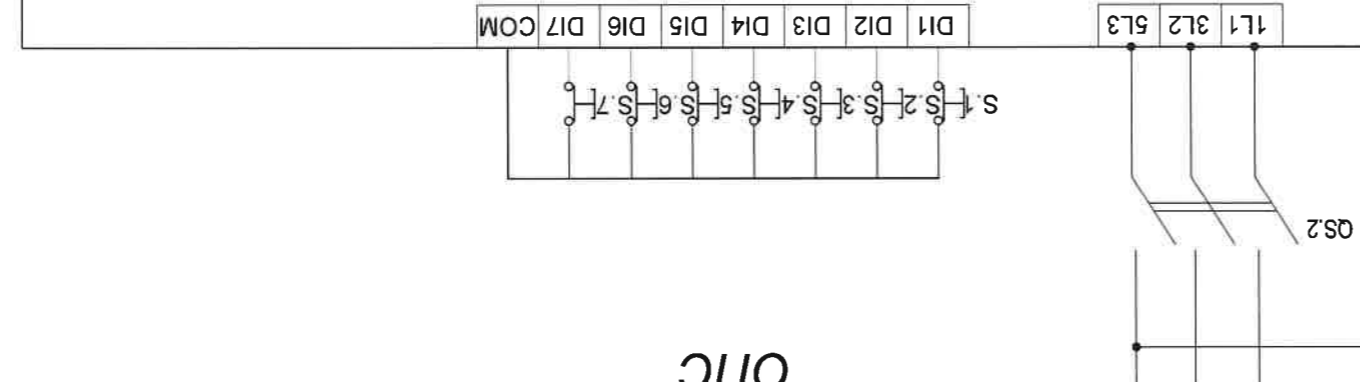 QS.2
S.1 S.2 S.3 S.4 S.5 S.6 S.7
1L1 3L2 5L3 DI1 DI2 DI3 DI4 DI5 DI6 DI7 COM